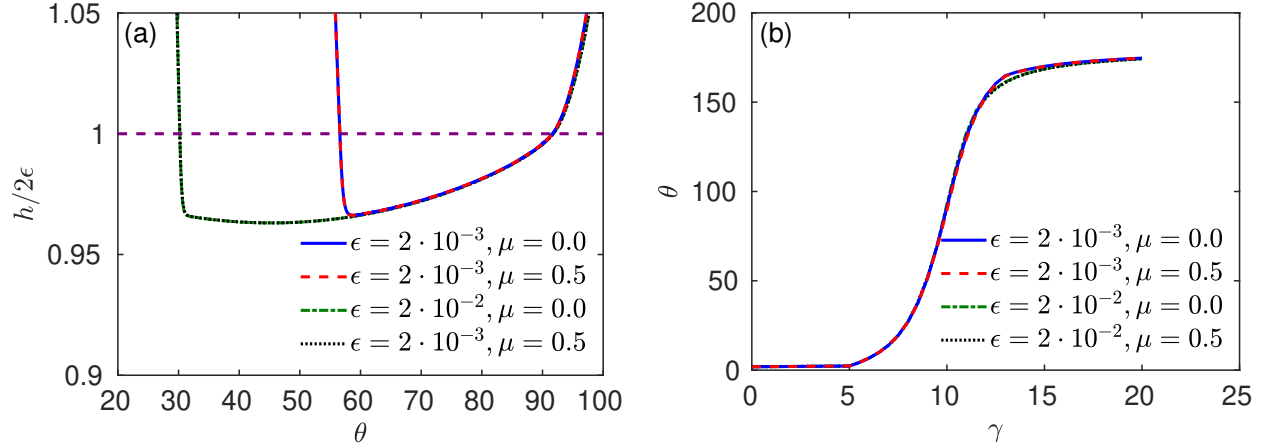 (a)
1.05
1
0.95
0.9
h/2ϵ
20 30 40 50 60 70 80 90 100
θ
ϵ = 2 · 10⁻³, μ = 0.0
ϵ = 2 · 10⁻³, μ = 0.5
ϵ = 2 · 10⁻², μ = 0.0
ϵ = 2 · 10⁻³, μ = 0.5
(b)
200
150
100
50
0
θ
0 5 10 15 20 25
γ
ϵ = 2 · 10⁻³, μ = 0.0
ϵ = 2 · 10⁻³, μ = 0.5
ϵ = 2 · 10⁻², μ = 0.0
ϵ = 2 · 10⁻², μ = 0.5